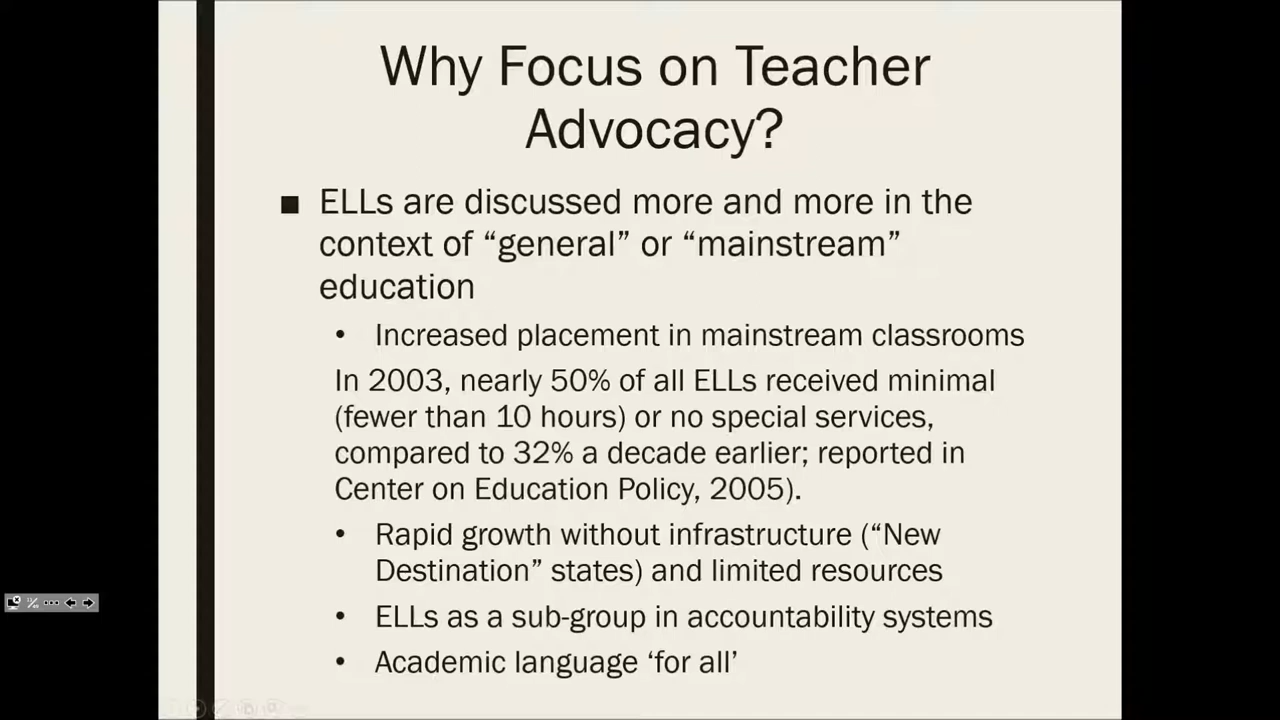 Why Focus on Teacher
Advocacy?
■ ELLs are discussed more and more in the
context of “general” or “mainstream”
education
• Increased placement in mainstream classrooms
In 2003, nearly 50% of all ELLs received minimal
(fewer than 10 hours) or no special services,
compared to 32% a decade earlier; reported in
Center on Education Policy, 2005).
• Rapid growth without infrastructure (“New
Destination” states) and limited resources
• ELLs as a sub-group in accountability systems
• Academic language ‘for all’